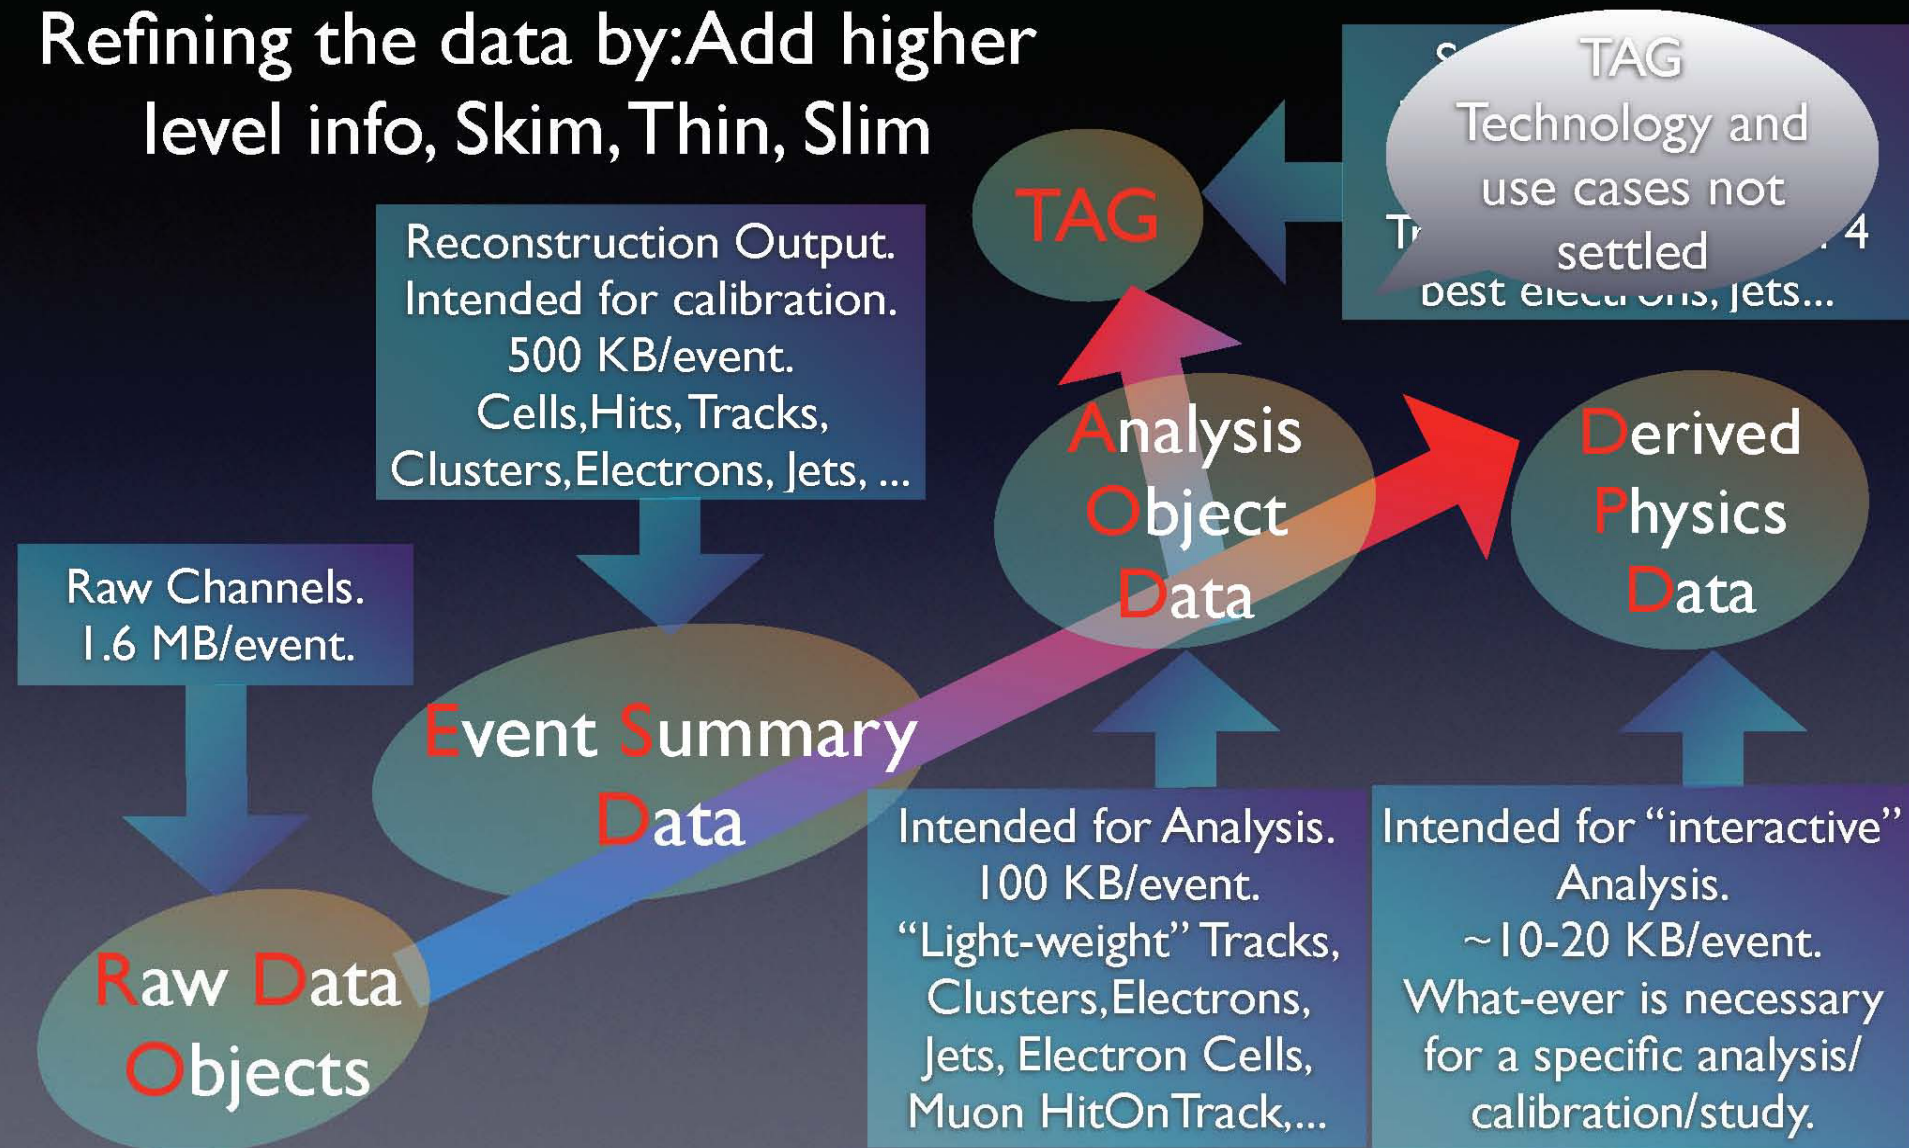 Refining the data by:Add higher
level info, Skim, Thin, Slim
TAG
Technology and
use cases not
settled
4
best electrons, Jets...
TAG
Reconstruction Output.
Intended for calibration.
500 KB/event.
Cells,Hits, Tracks,
Clusters,Electrons, Jets, ...
Raw Channels.
1.6 MB/event.
Analysis
Object
Data
Derived
Physics
Data
Event Summary
Data
Raw Data
Objects
Intended for Analysis.
100 KB/event.
“Light-weight” Tracks,
Clusters,Electrons,
Jets, Electron Cells,
Muon HitOnTrack,...
Intended for “interactive”
Analysis.
~10-20 KB/event.
What-ever is necessary
for a specific analysis/
calibration/study.